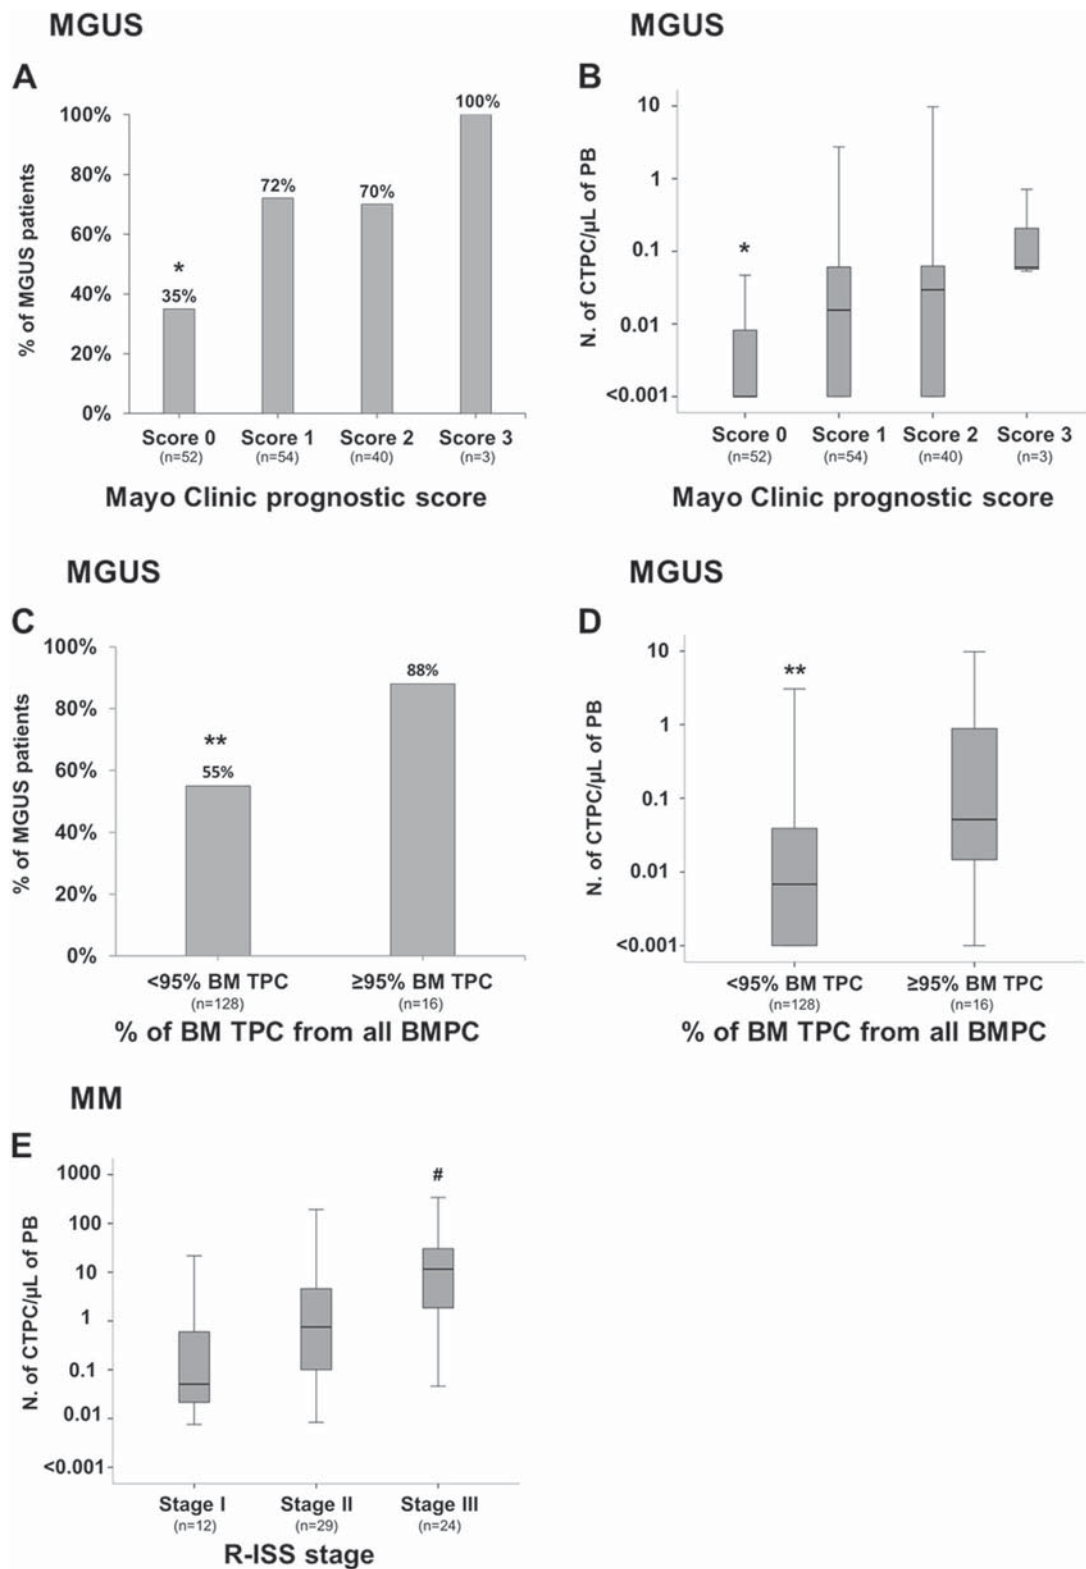 MGUS
A
% of MGUS patients
100%
80%
60%
40%
20%
0%
*
35%
72%
70%
100%
Score 0 Score 1 Score 2 Score 3
(n=52) (n=54) (n=40) (n=3)
Mayo Clinic prognostic score
MGUS
B
N. of CTPC/µL of PB
10
1
0.1
0.01
<0.001
*
Score 0 Score 1 Score 2 Score 3
(n=52) (n=54) (n=40) (n=3)
Mayo Clinic prognostic score
MGUS
C
% of MGUS patients
100%
80%
60%
40%
20%
0%
**
55%
88%
<95% BM TPC ≥95% BM TPC
(n=128) (n=16)
% of BM TPC from all BMPC
MGUS
D
N. of CTPC/µL of PB
10
1
0.1
0.01
<0.001
**
<95% BM TPC ≥95% BM TPC
(n=128) (n=16)
% of BM TPC from all BMPC
MM
E
N. of CTPC/µL of PB
1000
100
10
1
0.1
0.01
<0.001
#
Stage I Stage II Stage III
(n=12) (n=29) (n=24)
R-ISS stage